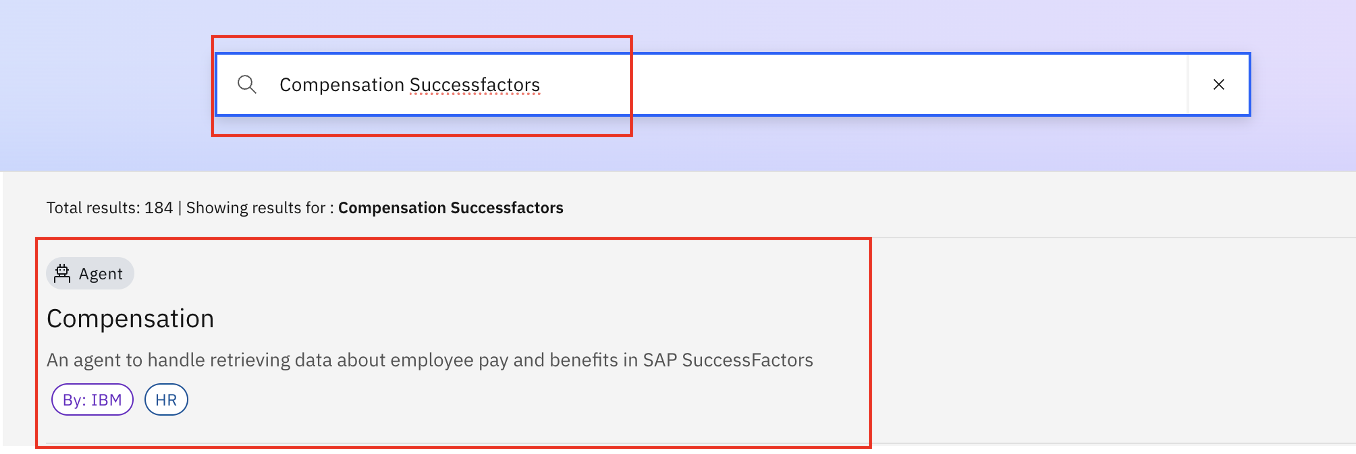 Compensation Successfactors
Total results: 184 | Showing results for : Compensation Successfactors
Agent
Compensation
An agent to handle retrieving data about employee pay and benefits in SAP SuccessFactors
By: IBM HR